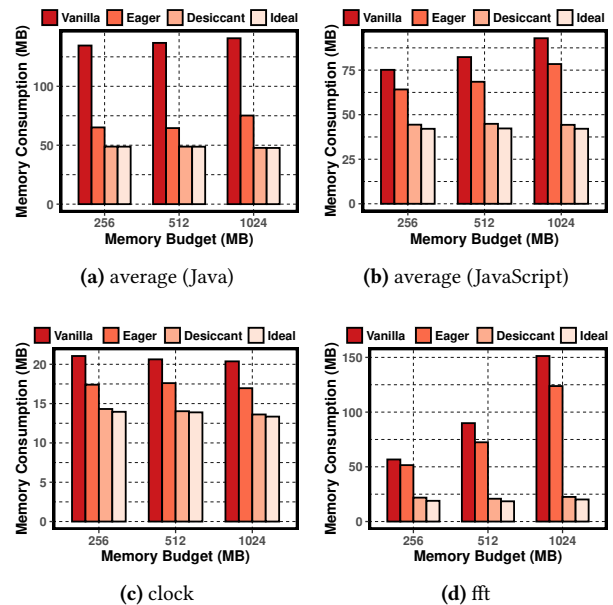 Vanilla Eager Desiccant Ideal
Memory Consumption (MB)
100
50
0
256 512 1024
Memory Budget (MB)
(a) average (Java)
Vanilla Eager Desiccant Ideal
Memory Consumption (MB)
75
50
25
0
256 512 1024
Memory Budget (MB)
(b) average (JavaScript)
Vanilla Eager Desiccant Ideal
Memory Consumption (MB)
20
15
10
5
0
256 512 1024
Memory Budget (MB)
(c) clock
Vanilla Eager Desiccant Ideal
Memory Consumption (MB)
150
100
50
0
256 512 1024
Memory Budget (MB)
(d) fft